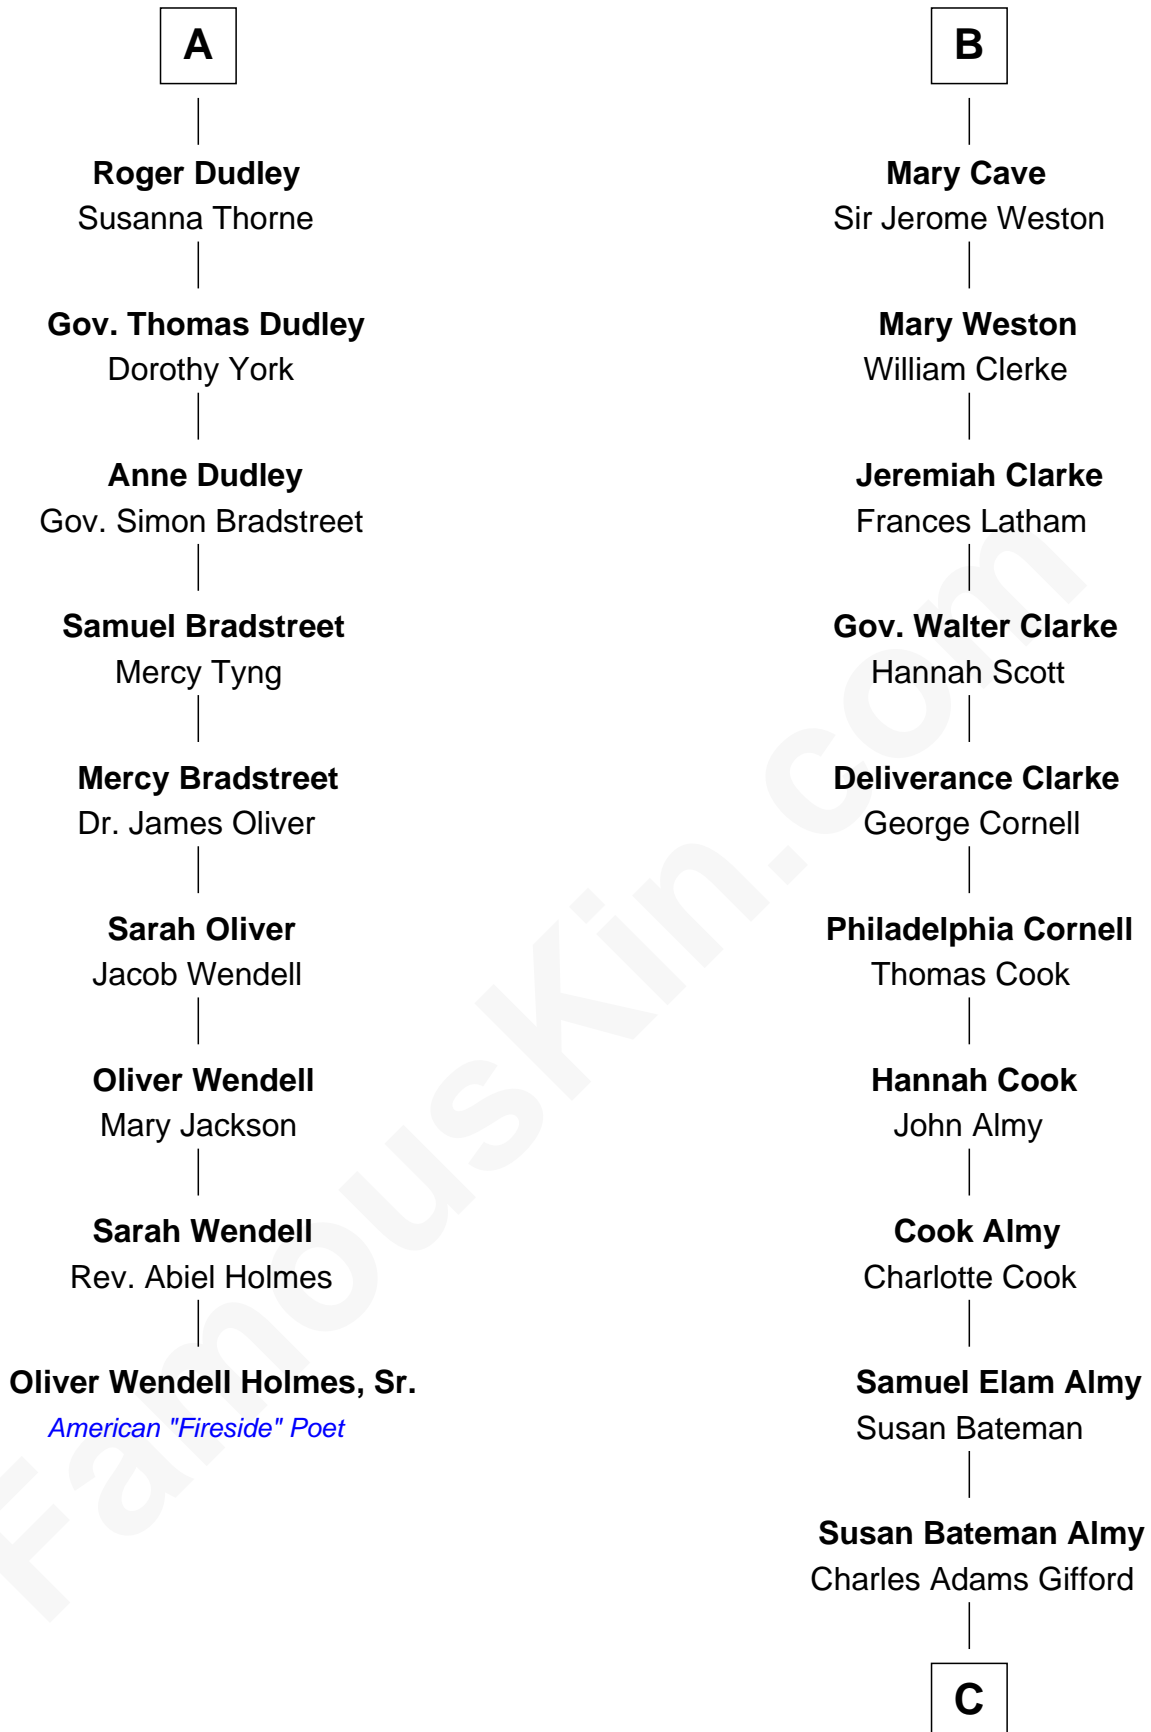 A
Roger Dudley
Susanna Thorne
Gov. Thomas Dudley
Dorothy York
Anne Dudley
Gov. Simon Bradstreet
Samuel Bradstreet
Mercy Tyng
Mercy Bradstreet
Dr. James Oliver
Sarah Oliver
Jacob Wendell
Oliver Wendell
Mary Jackson
Sarah Wendell
Rev. Abiel Holmes
Oliver Wendell Holmes, Sr.
American "Fireside" Poet
B
Mary Cave
Sir Jerome Weston
Mary Weston
William Clerke
Jeremiah Clarke
Frances Latham
Gov. Walter Clarke
Hannah Scott
Deliverance Clarke
George Cornell
Philadelphia Cornell
Thomas Cook
Hannah Cook
John Almy
Cook Almy
Charlotte Cook
Samuel Elam Almy
Susan Bateman
Susan Bateman Almy
Charles Adams Gifford
C
FamousKin.com